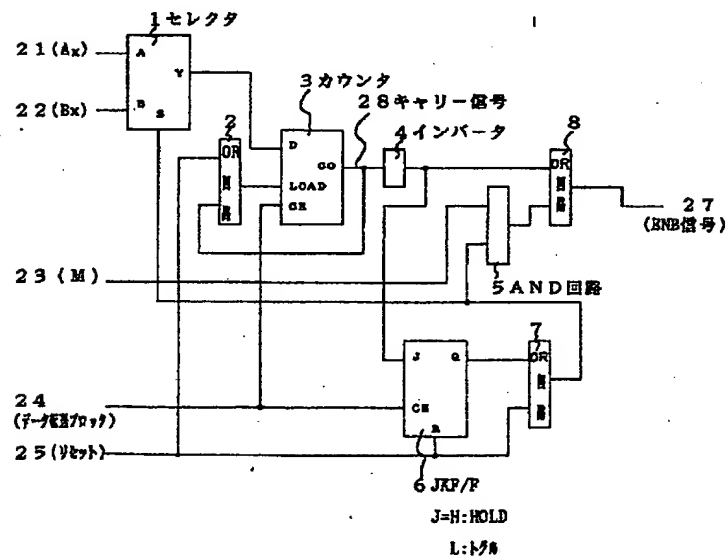 1セレクタ
21(Ax)
A
Y
22(Bx)
B
S
3カウンタ
28キャリー信号
4インバータ
2
OR
回
路
D
CO
LOAD
CK
8
OR
回
路
27
(ENB信号)
23(M)
5AND回路
7
OR
回
路
J
Q
CK
R
24
(データ転送ブロック)
25(リセット)
6 JKF/F
J=H:HOLD
L:トグル